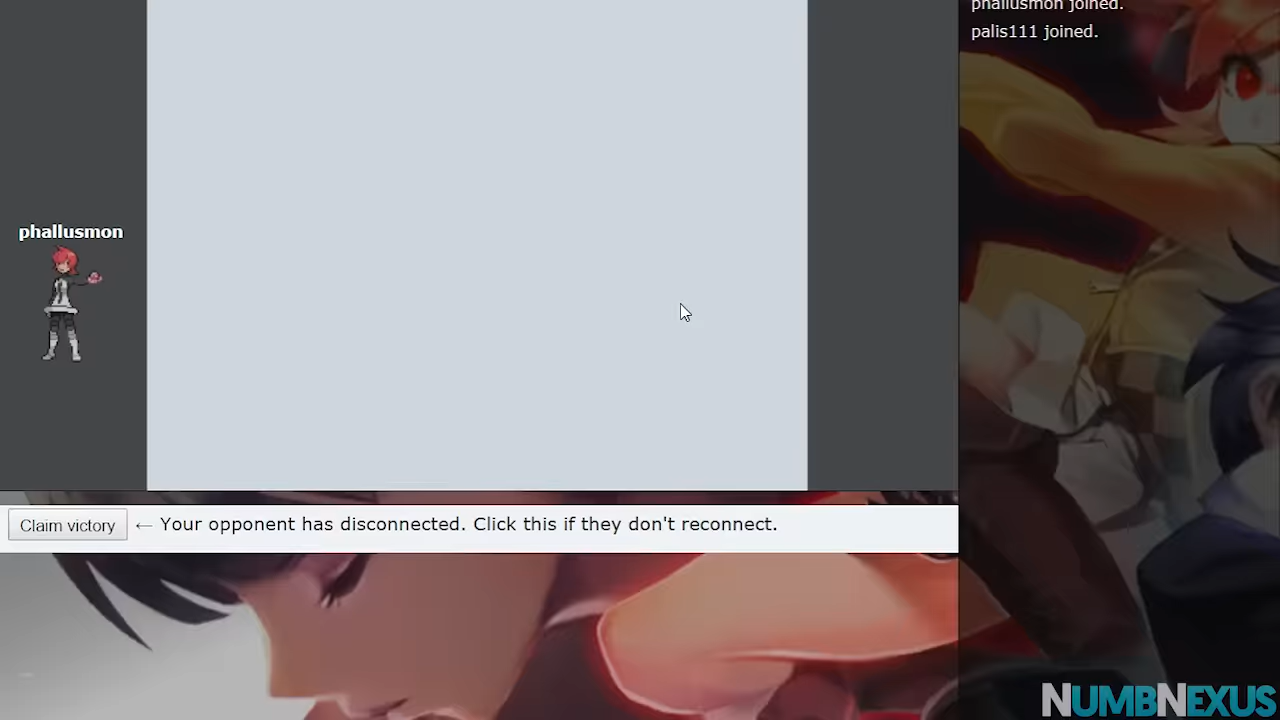 phallusmon joined.
palis111 joined.
phallusmon
Claim victory ← Your opponent has disconnected. Click this if they don't reconnect.
NUMBNEXUS